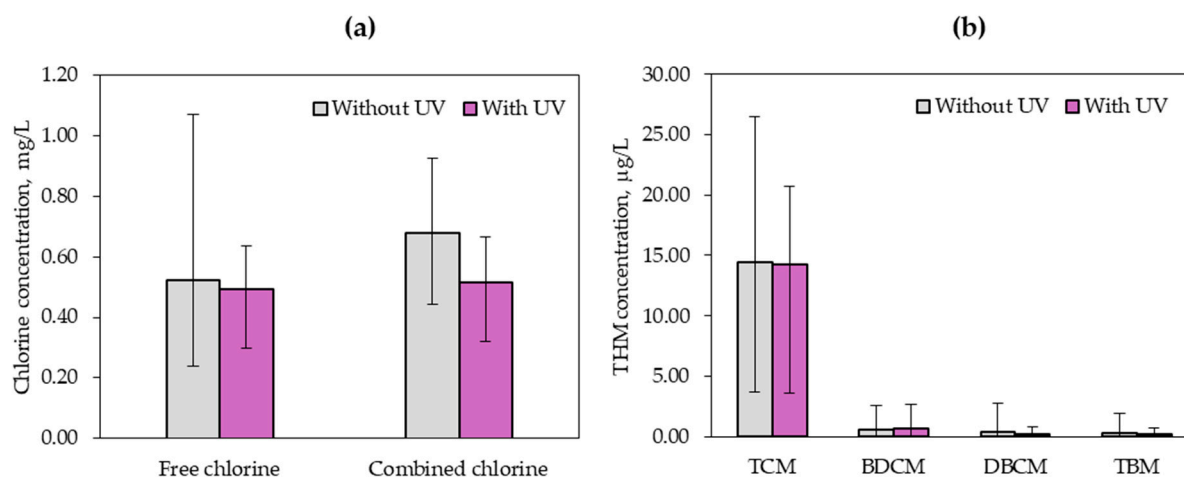 (a)
Chlorine concentration, mg/L
1.20
1.00
0.80
0.60
0.40
0.20
0.00
Without UV With UV
Free chlorine Combined chlorine
(b)
THM concentration, µg/L
30.00
25.00
20.00
15.00
10.00
5.00
0.00
Without UV With UV
TCM BDCM DBCM TBM